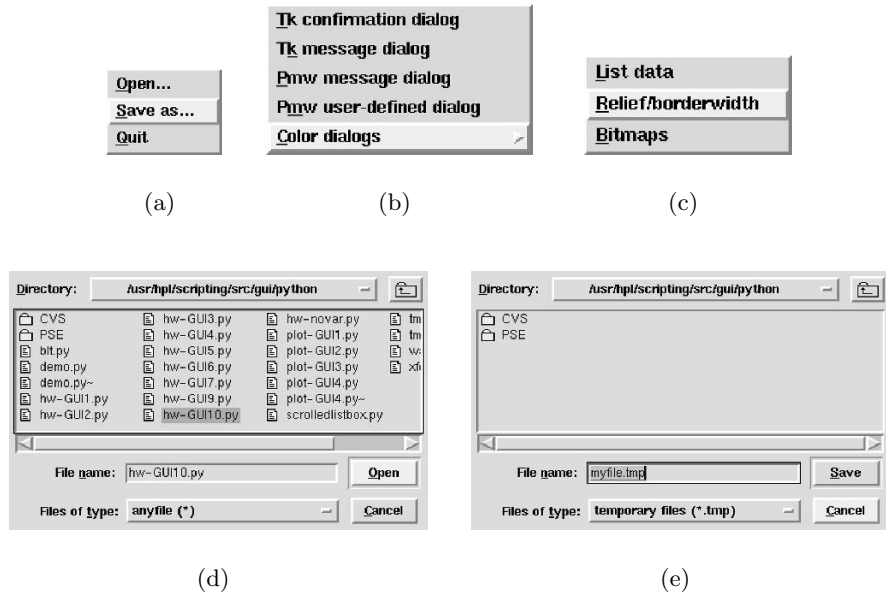 Open...
Save as...
Quit
(a)
Tk confirmation dialog
Tk message dialog
Pmw message dialog
Pmw user-defined dialog
Color dialogs
(b)
List data
Relief/borderwidth
Bitmaps
(c)
Directory: /usr/hpl/scripting/src/gui/python
CVS hw-GUI3.py hw-novar.py tm
PSE hw-GUI4.py plot-GUI1.py tm
blt.py hw-GUI5.py plot-GUI2.py
demo.py hw-GUI6.py plot-GUI3.py
demo.py~ hw-GUI7.py plot-GUI4.py
hw-GUI1.py hw-GUI9.py plot-GUI4.py~
hw-GUI2.py hw-GUI10.py scrolledlistbox.py
File name: hw-GUI10.py Open
Files of type: anyfile (*) Cancel
(d)
Directory: /usr/hpl/scripting/src/gui/python
CVS
PSE
File name: myfile.tmp Save
Files of type: temporary files (*.tmp) Cancel
(e)